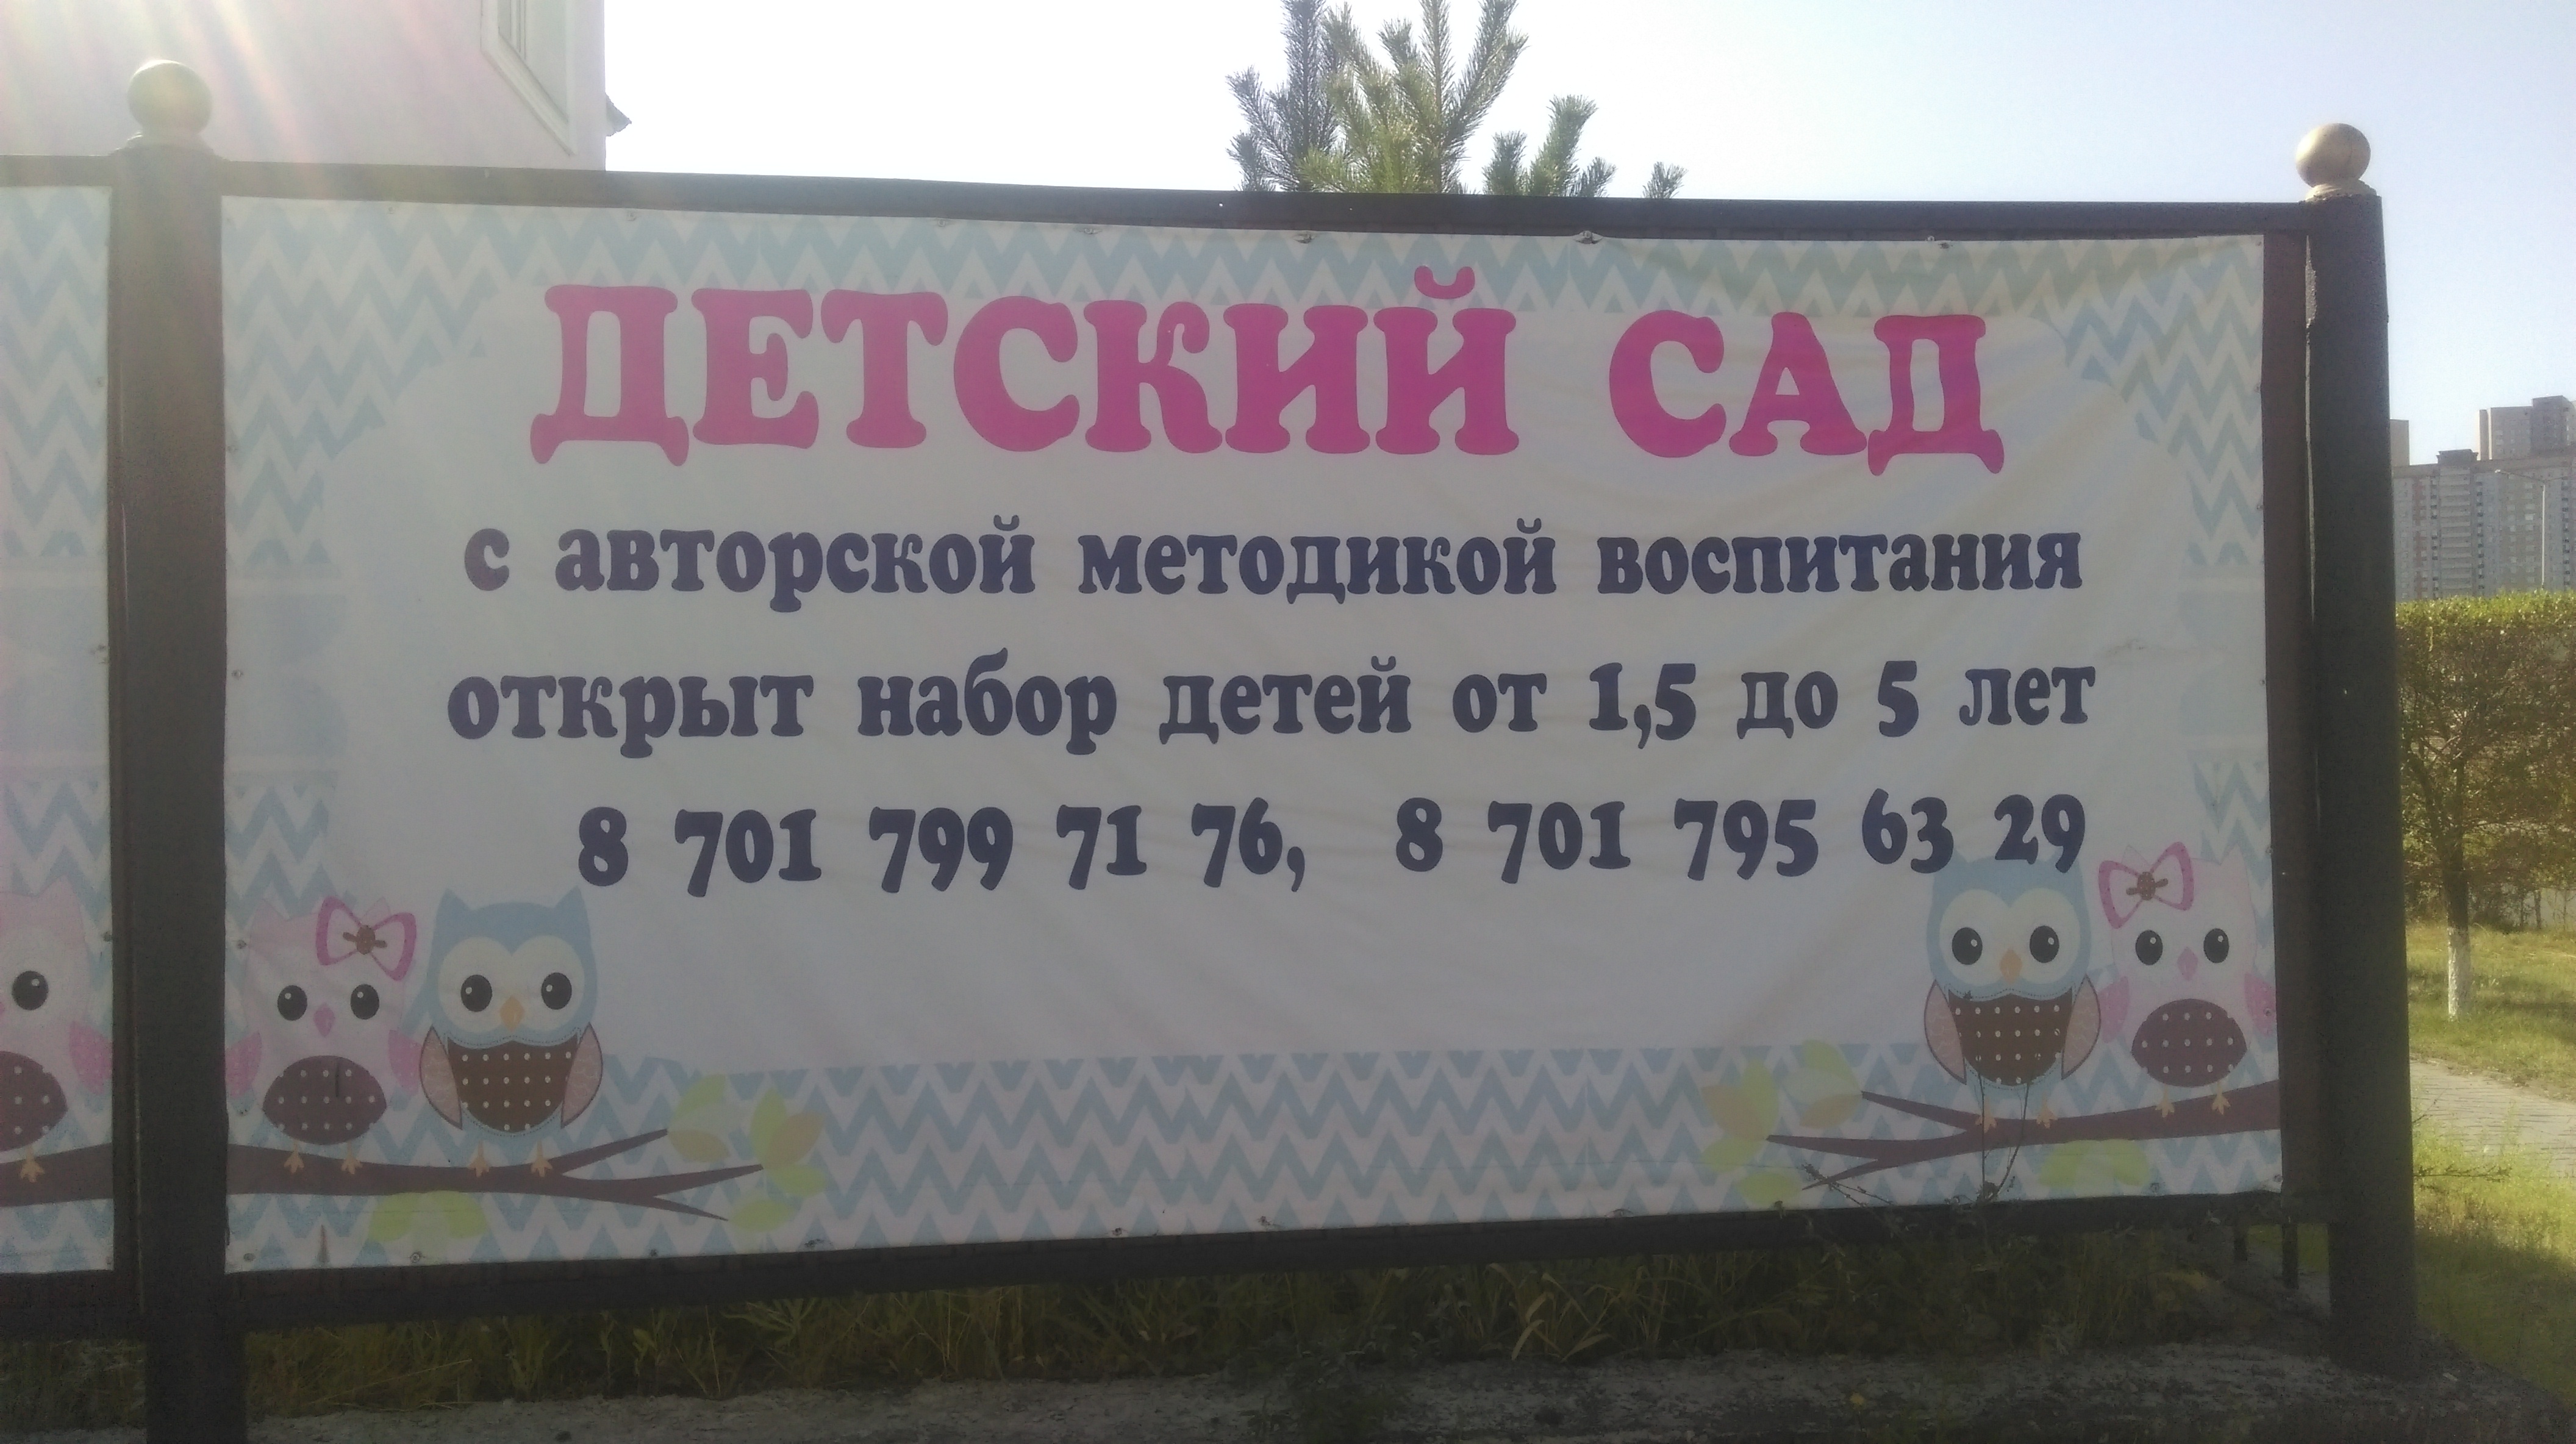 ДЕТСКИЙ САД
с авторской методикой воспитания
открыт набор детей от 1,5 до 5 лет
8 701 799 71 76, 8 701 795 63 29